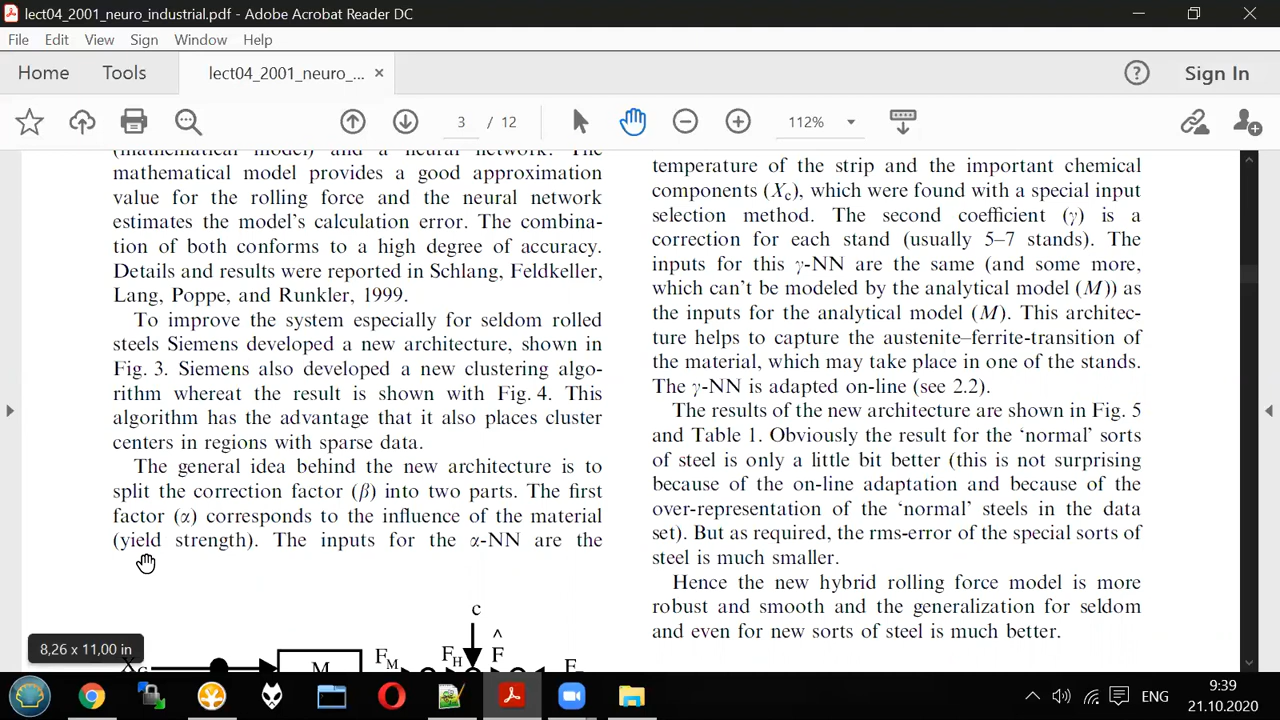 lect04_2001_neuro_industrial.pdf - Adobe Acrobat Reader DC
File Edit View Sign Window Help
Home Tools lect04_2001_neuro_... × Sign In
3 / 12 112%
(mathematical model) and a neural network. The
mathematical model provides a good approximation
value for the rolling force and the neural network
estimates the model's calculation error. The combina-
tion of both conforms to a high degree of accuracy.
Details and results were reported in Schlang, Feldkeller,
Lang, Poppe, and Runkler, 1999.
To improve the system especially for seldom rolled
steels Siemens developed a new architecture, shown in
Fig. 3. Siemens also developed a new clustering algo-
rithm whereat the result is shown with Fig. 4. This
algorithm has the advantage that it also places cluster
centers in regions with sparse data.
The general idea behind the new architecture is to
split the correction factor (β) into two parts. The first
factor (α) corresponds to the influence of the material
(yield strength). The inputs for the α-NN are the
temperature of the strip and the important chemical
components (Xc), which were found with a special input
selection method. The second coefficient (γ) is a
correction for each stand (usually 5–7 stands). The
inputs for this γ-NN are the same (and some more,
which can't be modeled by the analytical model (M)) as
the inputs for the analytical model (M). This architec-
ture helps to capture the austenite–ferrite-transition of
the material, which may take place in one of the stands.
The γ-NN is adapted on-line (see 2.2).
The results of the new architecture are shown in Fig. 5
and Table 1. Obviously the result for the 'normal' sorts
of steel is only a little bit better (this is not surprising
because of the on-line adaptation and because of the
over-representation of the 'normal' steels in the data
set). But as required, the rms-error of the special sorts of
steel is much smaller.
Hence the new hybrid rolling force model is more
robust and smooth and the generalization for seldom
and even for new sorts of steel is much better.
c
^
M FM FH F F
8,26 x 11,00 in
ENG
9:39
21.10.2020